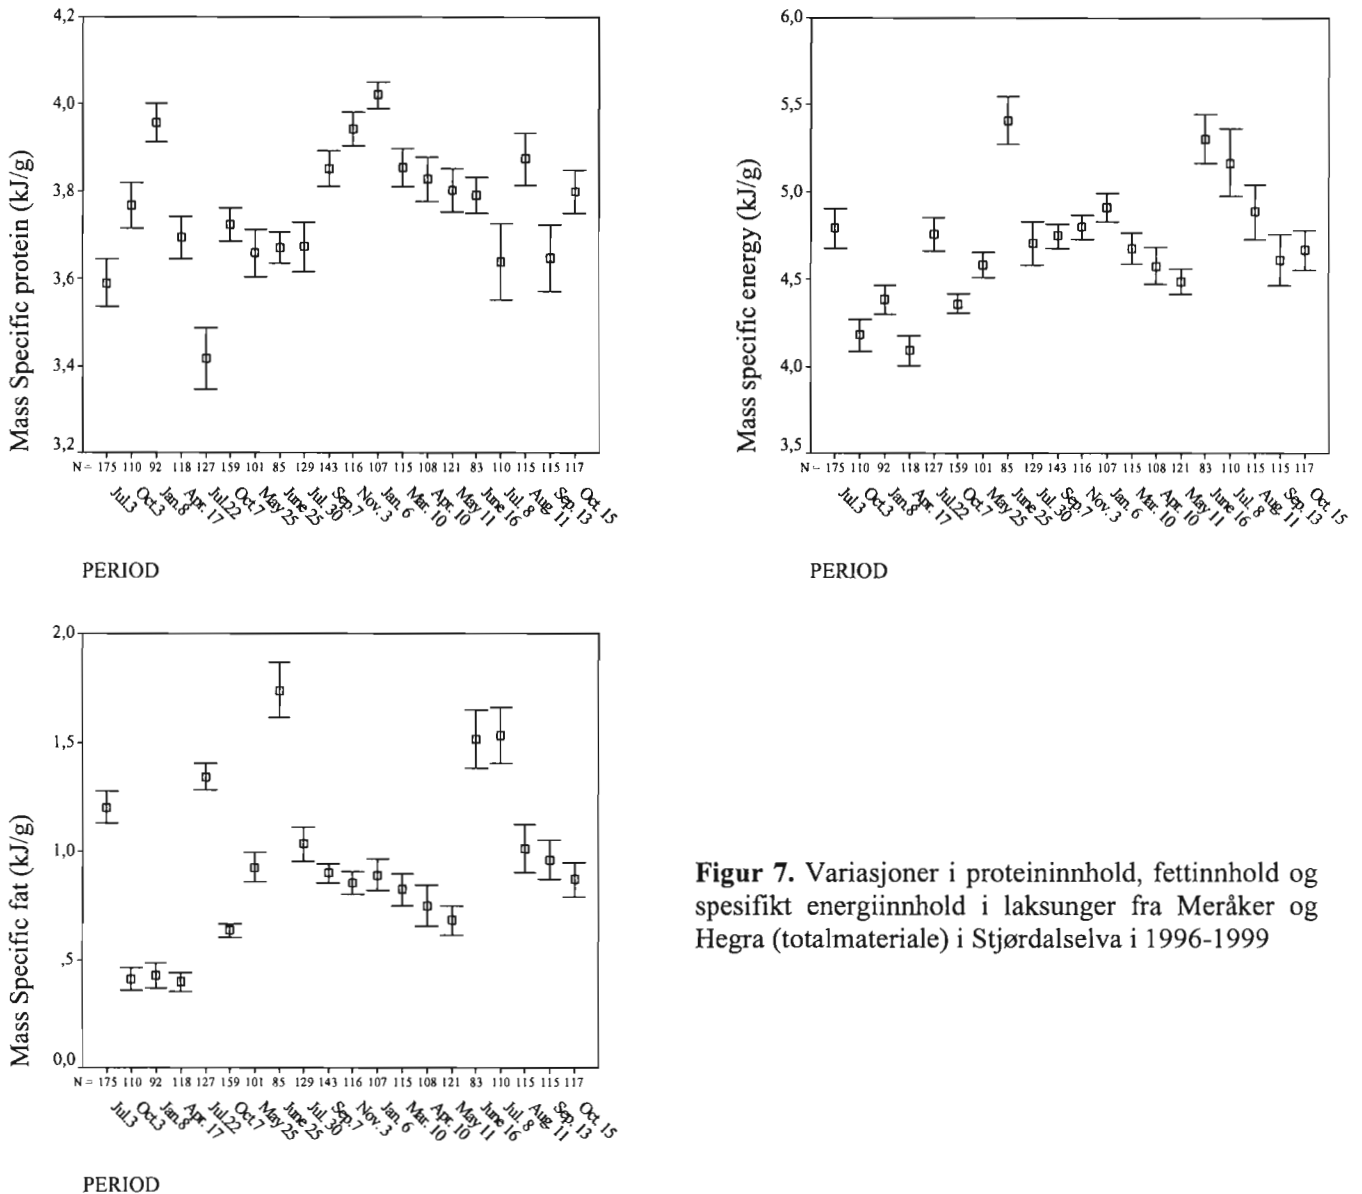 Mass Specific protein (kJ/g)
4,2
4,0
3,8
3,6
3,4
3,2
N = 175 110 92 118 127 159 101 85 129 143 116 107 115 108 121 83 110 115 115 117
Jul.3 Oct.3 Jan.8 Apr. 17 Jul.22 Oct.7 May 25 June 25 Jul. 30 Sep.7 Nov. 3 Jan. 6 Mar. 10 Apr. 10 May 11 June 16 Jul. 8 Aug. 11 Sep. 13 Oct. 15
PERIOD
Mass specific energy (kJ/g)
6,0
5,5
5,0
4,5
4,0
3,5
N = 175 110 92 118 127 159 101 85 129 143 116 107 115 108 121 83 110 115 115 117
Jul.3 Oct.3 Jan.8 Apr. 17 Jul.22 Oct.7 May 25 June 25 Jul. 30 Sep.7 Nov. 3 Jan. 6 Mar. 10 Apr. 10 May 11 June 16 Jul. 8 Aug. 11 Sep. 13 Oct. 15
PERIOD
Mass Specific fat (kJ/g)
2,0
1,5
1,0
,5
0,0
N = 175 110 92 118 127 159 101 85 129 143 116 107 115 108 121 83 110 115 115 117
Jul.3 Oct.3 Jan.8 Apr. 17 Jul.22 Oct.7 May 25 June 25 Jul. 30 Sep.7 Nov. 3 Jan. 6 Mar. 10 Apr. 10 May 11 June 16 Jul. 8 Aug. 11 Sep. 13 Oct. 15
PERIOD
Figur 7. Variasjoner i proteininnhold, fettinnhold og
spesifikt energiinnhold i laksunger fra Meråker og
Hegra (totalmateriale) i Stjørdalselva i 1996-1999